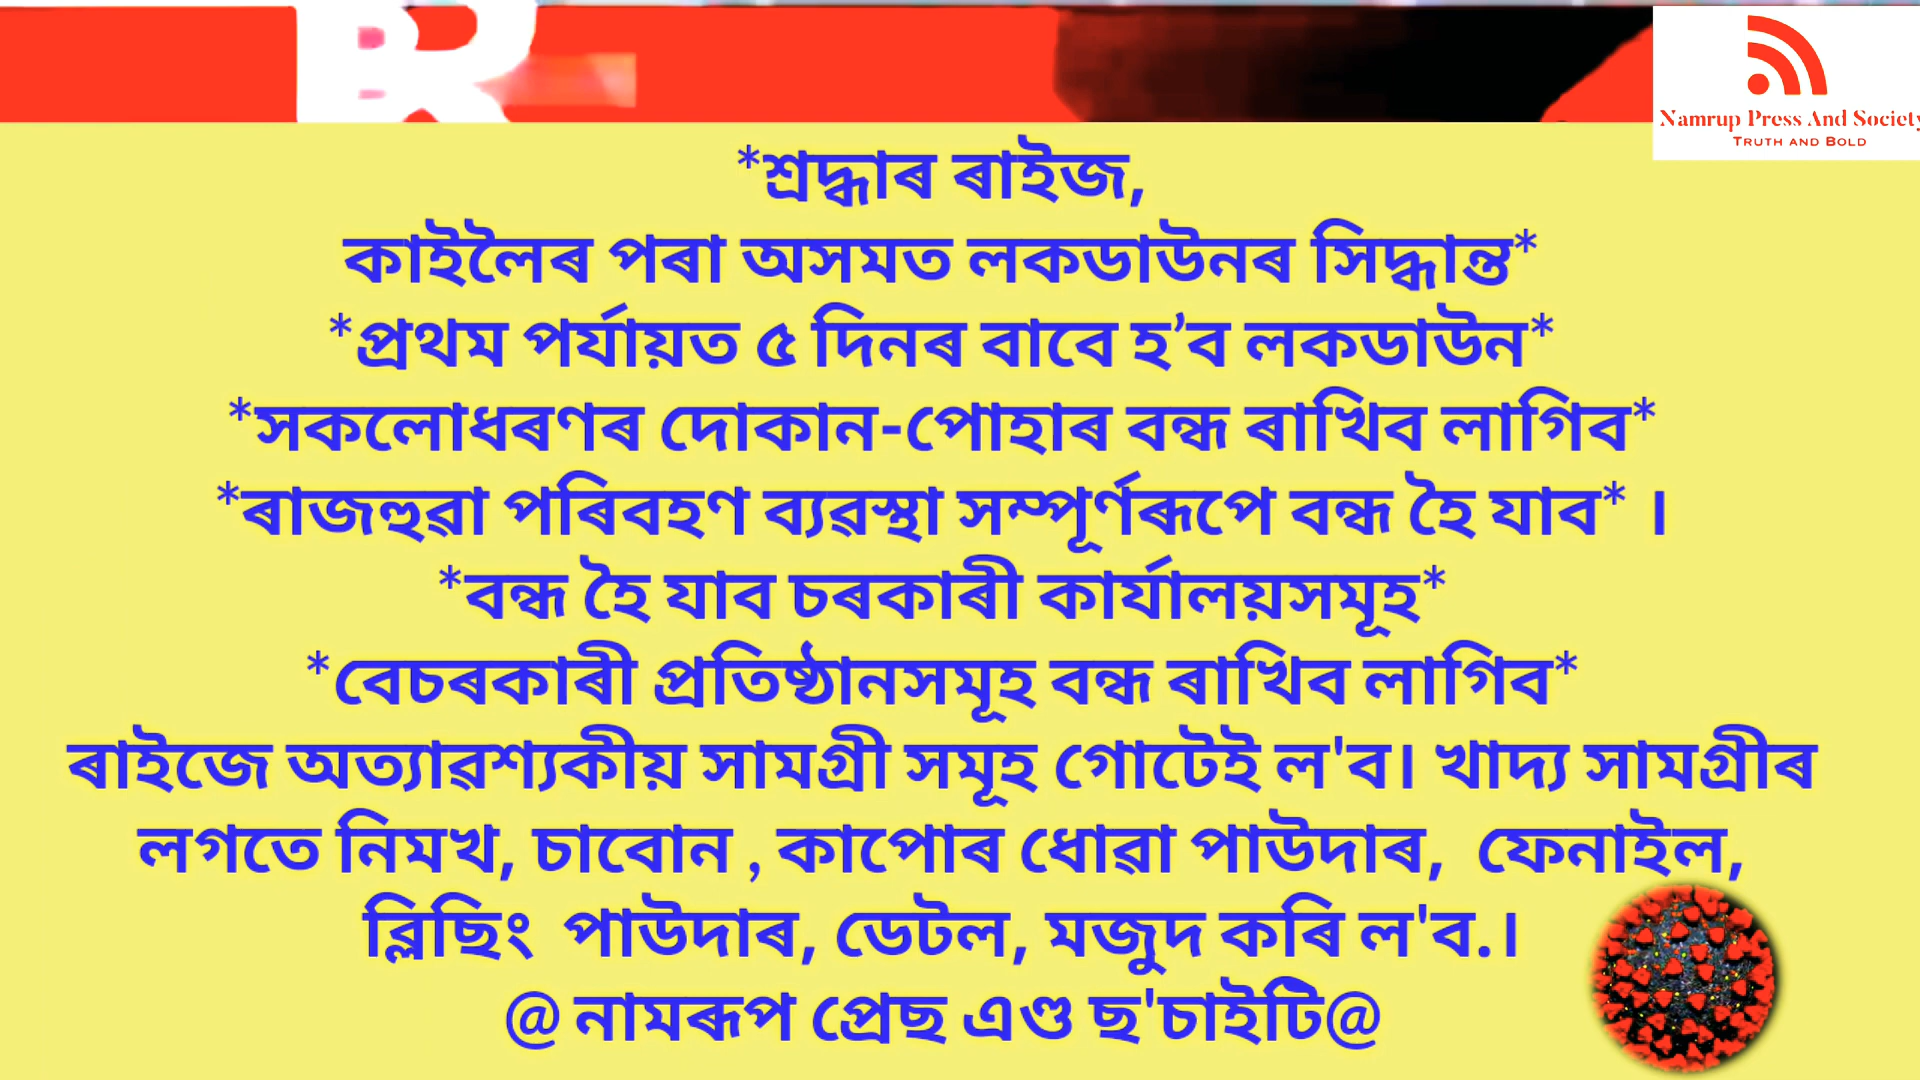 Namrup Press And Society
TRUTH AND BOLD
*শ্ৰদ্ধাৰ ৰাইজ,
কাইলৈৰ পৰা অসমত লকডাউনৰ সিদ্ধান্ত*
*প্ৰথম পৰ্যায়ত ৫ দিনৰ বাবে হ’ব লকডাউন*
*সকলোধৰণৰ দোকান-পোহাৰ বন্ধ ৰাখিব লাগিব*
*ৰাজহুৱা পৰিবহণ ব্যৱস্থা সম্পূৰ্ণৰূপে বন্ধ হৈ যাব* ।
*বন্ধ হৈ যাব চৰকাৰী কাৰ্যালয়সমূহ*
*বেচৰকাৰী প্ৰতিষ্ঠানসমূহ বন্ধ ৰাখিব লাগিব*
ৰাইজে অত্যাৱশ্যকীয় সামগ্ৰী সমূহ গোটেই ল'ব। খাদ্য সামগ্ৰীৰ
লগতে নিমখ, চাবোন , কাপোৰ ধোৱা পাউদাৰ, ফেনাইল,
ব্লিছিং পাউদাৰ, ডেটল, মজুদ কৰি ল'ব.।
@ নামৰূপ প্ৰেছ এণ্ড ছ'চাইটি@